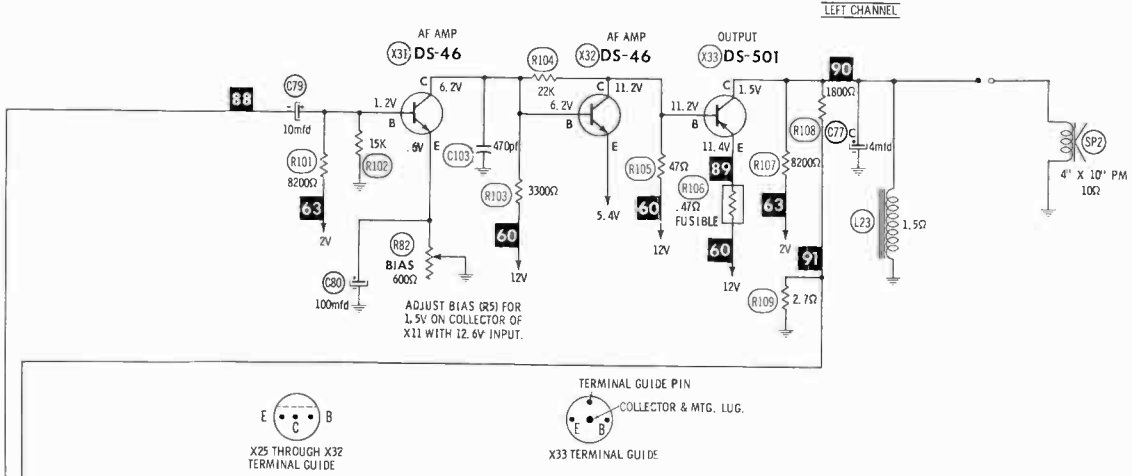 LEFT CHANNEL
AF AMP
X31 DS-46
AF AMP
X32 DS-46
OUTPUT
X33 DS-501
88
C79
10mfd
1.2V
B
C
6.2V
E
.6V
R101
8200Ω
63
2V
15K
R102
C80
100mfd
R82
BIAS
600Ω
ADJUST BIAS (R5) FOR
1.5V ON COLLECTOR OF
X11 WITH 12.6V INPUT.
C103
470pf
R104
22K
R103
3300Ω
60
12V
6.2V
B
C
11.2V
E
5.4V
R105
47Ω
60
12V
11.2V
B
C
1.5V
11.4V
E
89
R106
.47Ω
FUSIBLE
60
12V
R107
8200Ω
63
2V
90
1800Ω
R108
C77
C
4mfd
91
R109
2.7Ω
L23
1.5Ω
SP2
4" X 10" PM
10Ω
E
C
B
X25 THROUGH X32
TERMINAL GUIDE
TERMINAL GUIDE PIN
COLLECTOR & MTG. LUG.
E
B
X33 TERMINAL GUIDE